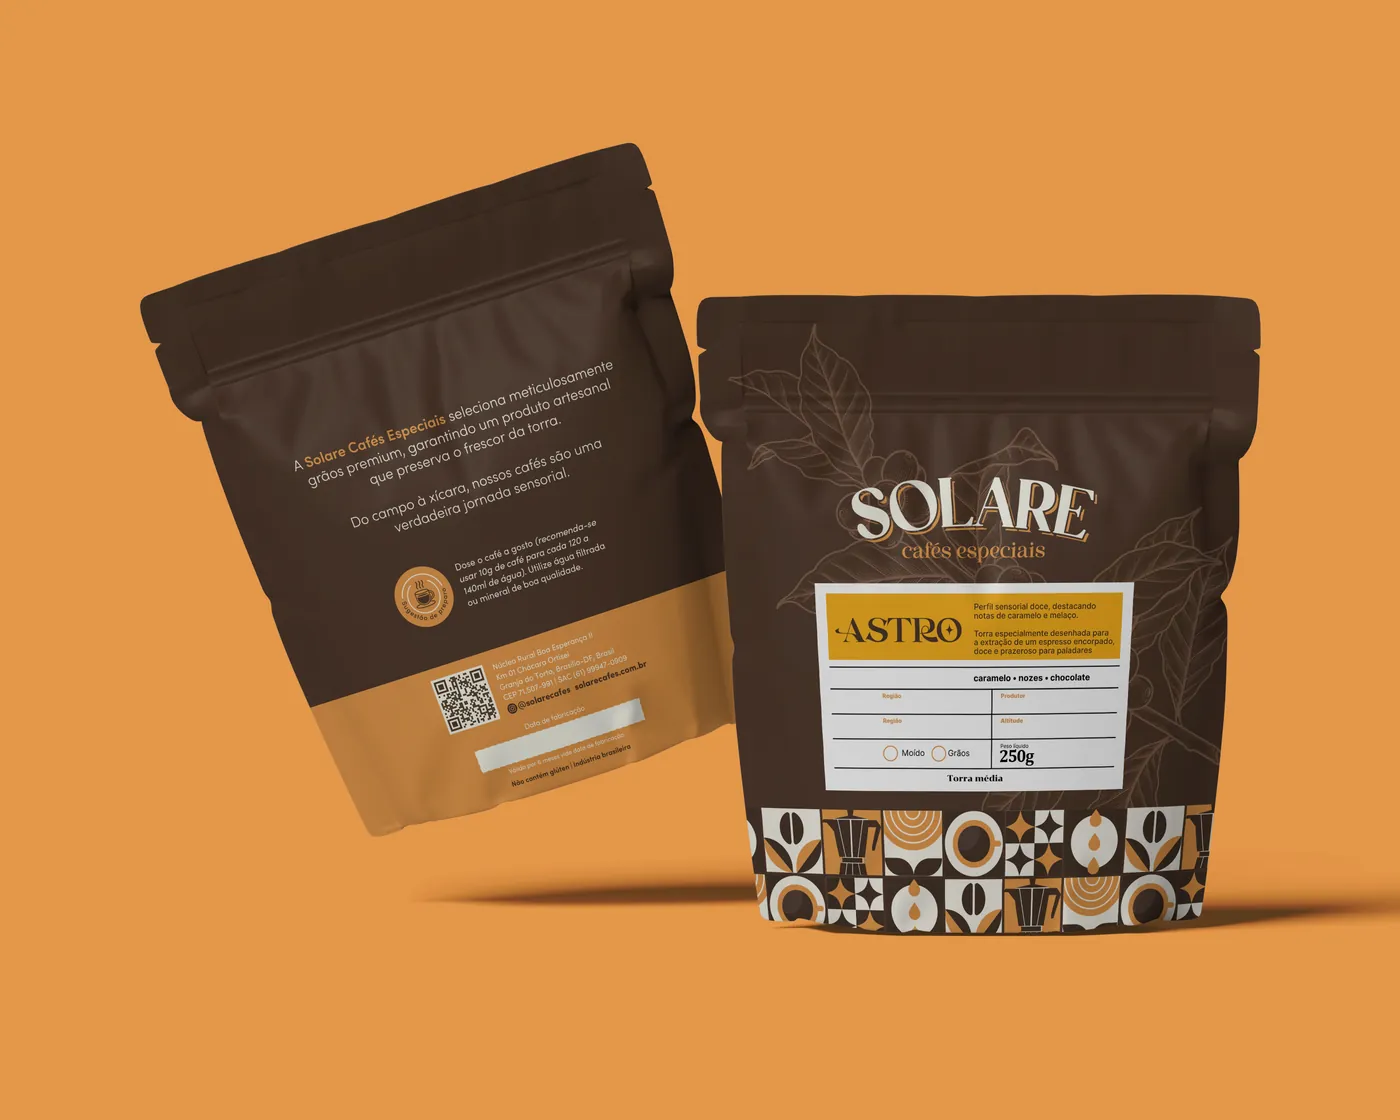 A Solare Cafés Especiais seleciona meticulosamente
grãos premium, garantindo um produto artesanal
que preserva o frescor da torra.
Do campo à xícara, nossos cafés são uma
verdadeira jornada sensorial.
Sugestão de preparo
Dose o café a gosto (recomenda-se
usar 10g de café para cada 120 a
140ml de água). Utilize água filtrada
ou mineral de boa qualidade.
Núcleo Rural Boa Esperança II
Km 01 Chácara Ortisei
Granja do Torto, Brasília-DF, Brasil
CEP 71.507-991 | SAC (61) 99947-0909
@solarecafes solarecafes.com.br
Data de fabricação
Válido por 6 meses vide data de fabricação
Não contém glúten | Indústria brasileira
SOLARE
cafés especiais
ASTRO
Perfil sensorial doce, destacando
notas de caramelo e melaço.
Torra especialmente desenhada para
a extração de um espresso encorpado,
doce e prazeroso para paladares
caramelo • nozes • chocolate
Região
Produtor
Região
Altitude
Moído
Grãos
Peso líquido
250g
Torra média